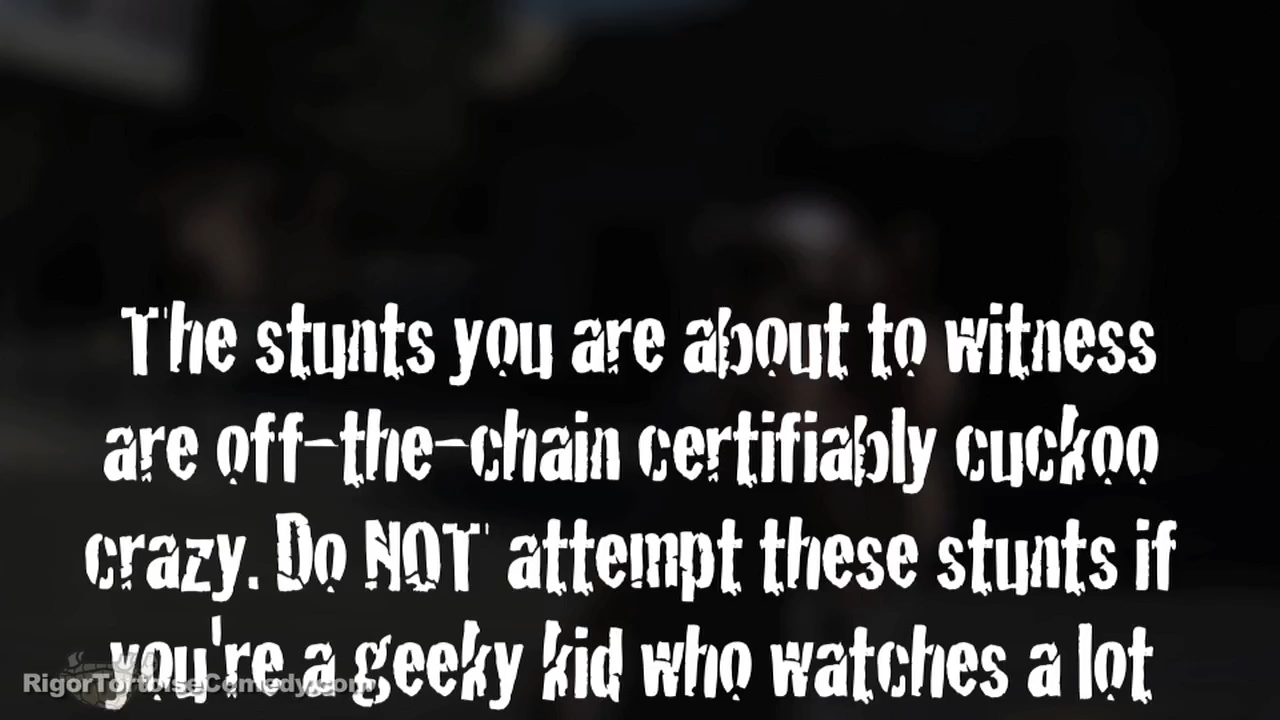 The stunts you are about to witness
are off-the-chain certifiably cuckoo
crazy. Do NOT attempt these stunts if
you're a geeky kid who watches a lot
RigorTortoiseComedy.com